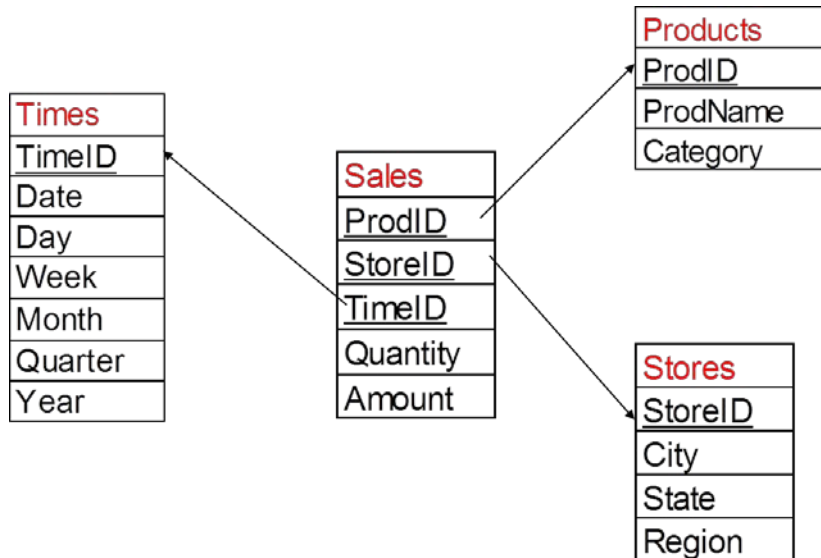 Times
TimeID
Date
Day
Week
Month
Quarter
Year
Sales
ProdID
StoreID
TimeID
Quantity
Amount
Products
ProdID
ProdName
Category
Stores
StoreID
City
State
Region